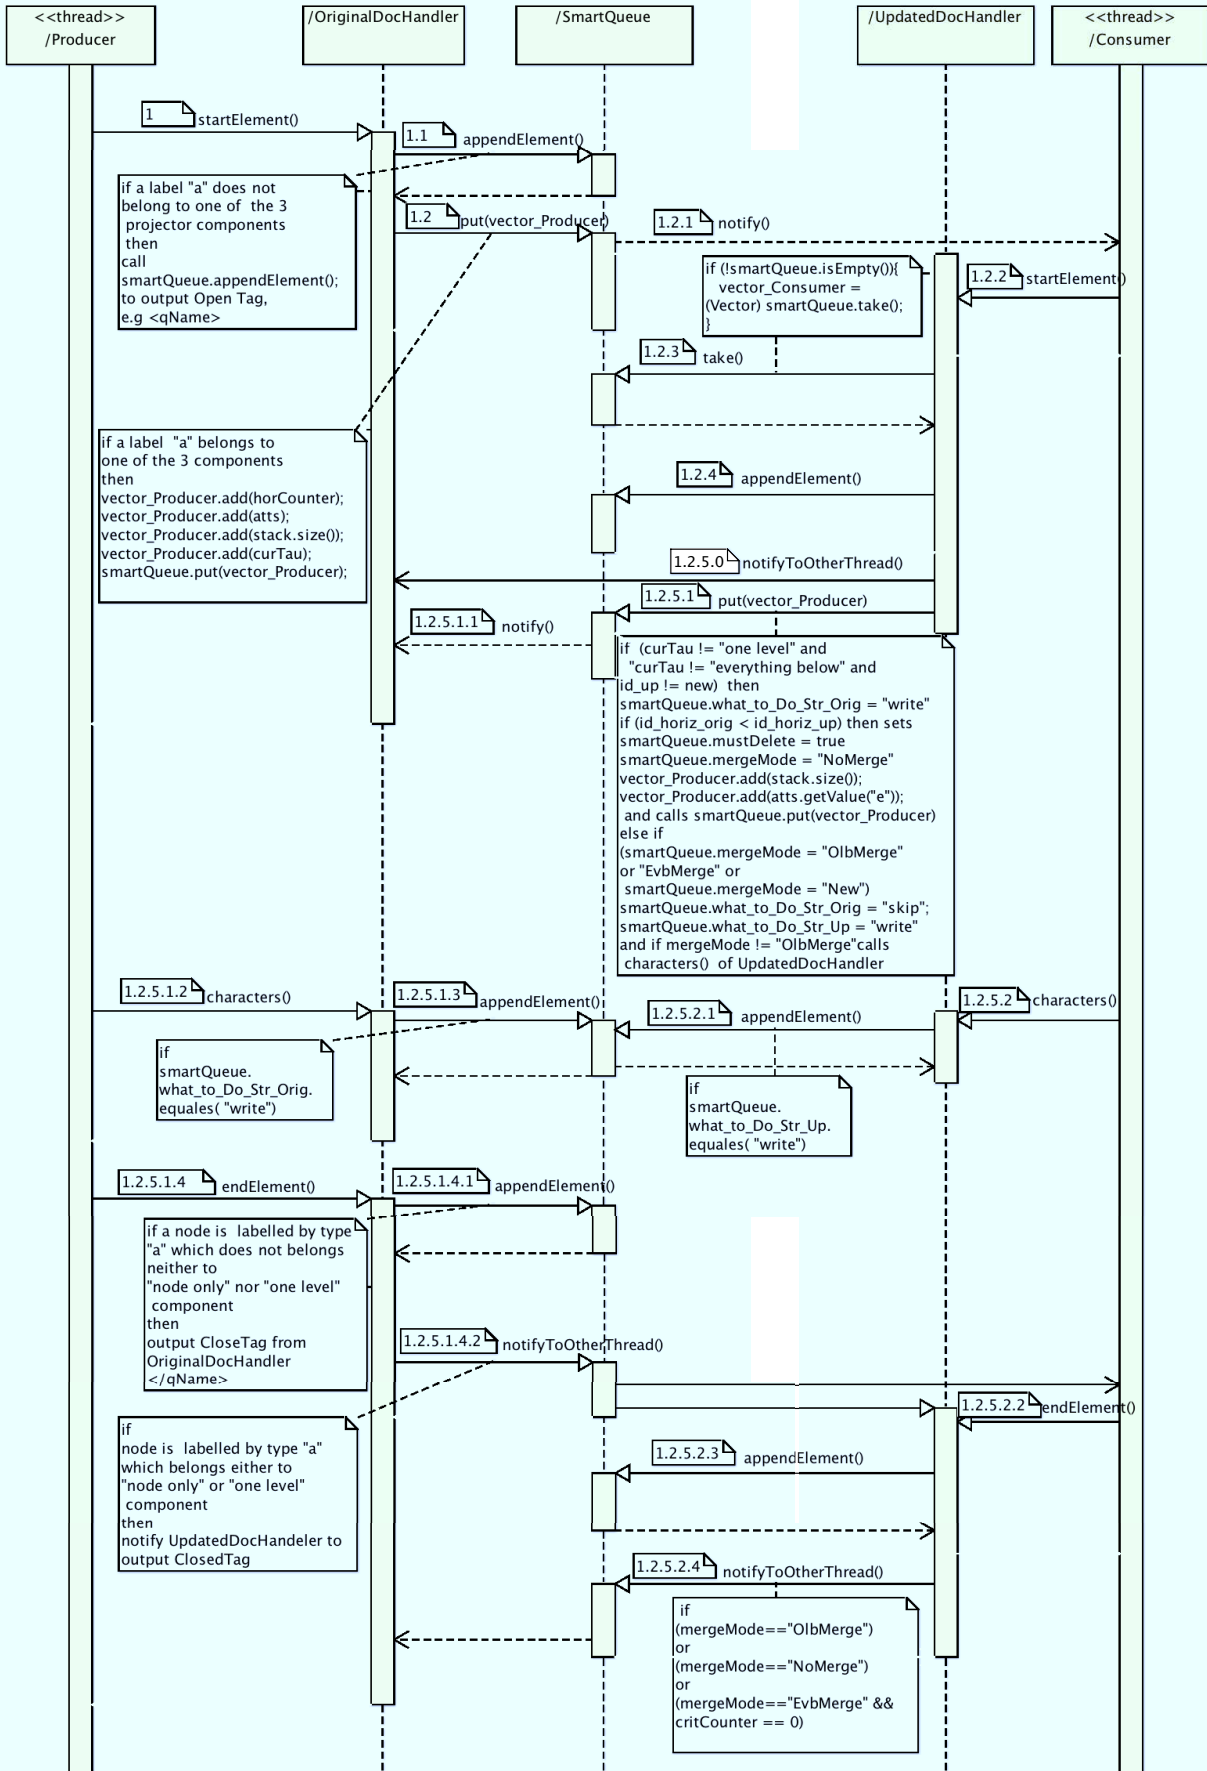 <<thread>>
/Producer
/OriginalDocHandler
/SmartQueue
/UpdatedDocHandler
<<thread>>
/Consumer
1
startElement()
1.1
appendElement()
if a label "a" does not
belong to one of  the 3
projector components
then
call
smartQueue.appendElement();
to output Open Tag,
e.g <qName>
1.2
put(vector_Producer)
1.2.1
notify()
if (!smartQueue.isEmpty()){
vector_Consumer =
(Vector) smartQueue.take();
}
1.2.2
startElement()
1.2.3
take()
if a label  "a" belongs to
one of the 3 components
then
vector_Producer.add(horCounter);
vector_Producer.add(atts);
vector_Producer.add(stack.size());
vector_Producer.add(curTau);
smartQueue.put(vector_Producer);
1.2.4
appendElement()
1.2.5.0
notifyToOtherThread()
1.2.5.1
put(vector_Producer)
1.2.5.1.1
notify()
if  (curTau != "one level" and
"curTau != "everything below" and
id_up != new)  then
smartQueue.what_to_Do_Str_Orig = "write"
if (id_horiz_orig < id_horiz_up) then sets
smartQueue.mustDelete = true
smartQueue.mergeMode = "NoMerge"
vector_Producer.add(stack.size());
vector_Producer.add(atts.getValue("e"));
and calls smartQueue.put(vector_Producer)
else if
(smartQueue.mergeMode = "OlbMerge"
or "EvbMerge" or
smartQueue.mergeMode = "New")
smartQueue.what_to_Do_Str_Orig = "skip";
smartQueue.what_to_Do_Str_Up = "write"
and if mergeMode != "OlbMerge"calls
characters()  of UpdatedDocHandler
1.2.5.1.2
characters()
1.2.5.1.3
appendElement()
1.2.5.2.1
appendElement()
1.2.5.2
characters()
if
smartQueue.
what_to_Do_Str_Orig.
equales( "write")
if
smartQueue.
what_to_Do_Str_Up.
equales( "write")
1.2.5.1.4
endElement()
1.2.5.1.4.1
appendElement()
if a node is  labelled by type
"a" which does not belongs
neither to
"node only" nor "one level"
component
then
output CloseTag from
OriginalDocHandler
</qName>
1.2.5.1.4.2
notifyToOtherThread()
1.2.5.2.2
endElement()
if
node is  labelled by type "a"
which belongs either to
"node only" or "one level"
component
then
notify UpdatedDocHandeler to
output ClosedTag
1.2.5.2.3
appendElement()
1.2.5.2.4
notifyToOtherThread()
if
(mergeMode=="OlbMerge")
or
(mergeMode=="NoMerge")
or
(mergeMode=="EvbMerge" &&
critCounter == 0)